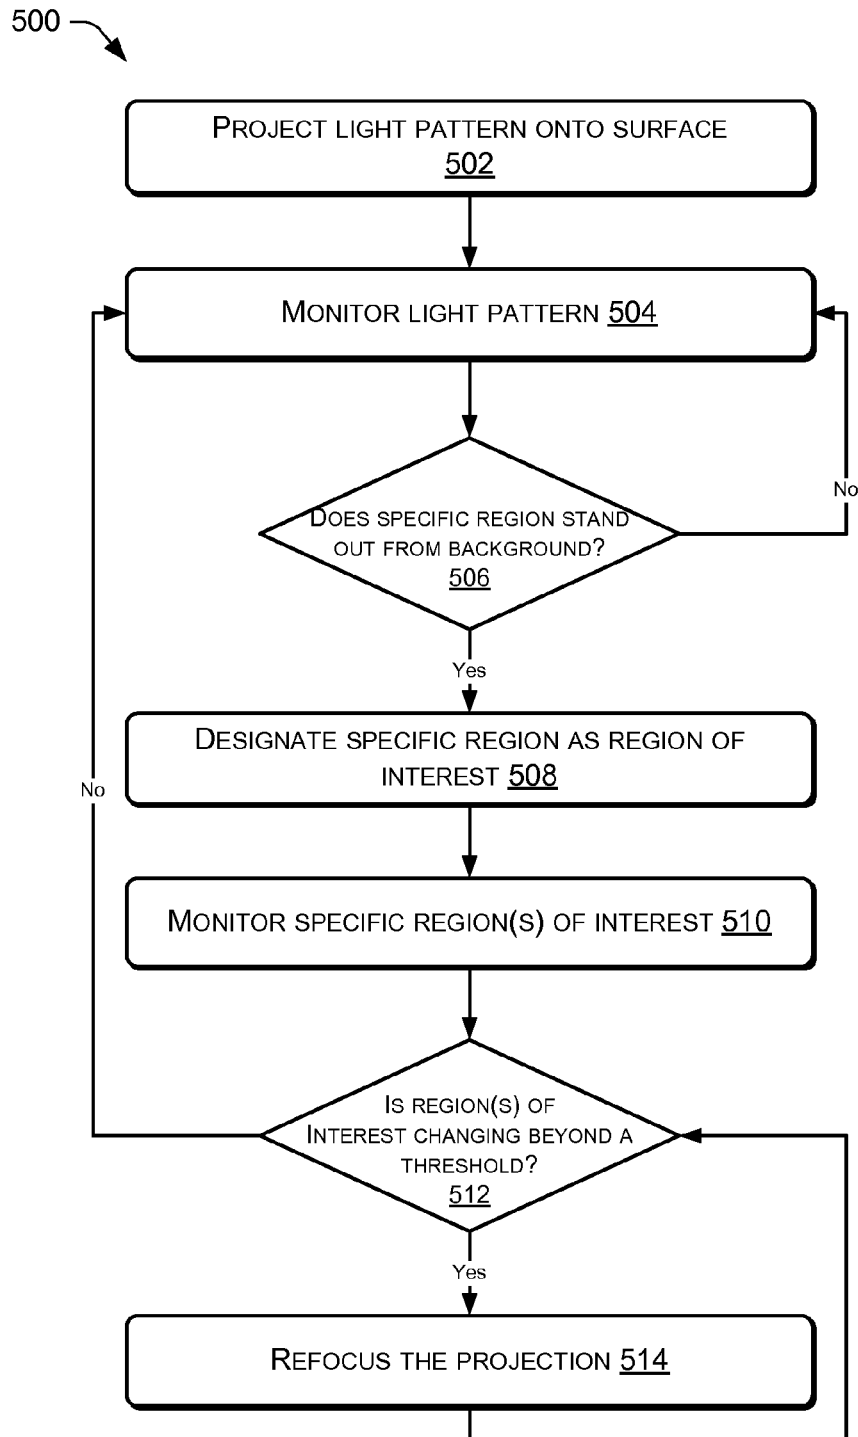 500
PROJECT LIGHT PATTERN ONTO SURFACE
502
MONITOR LIGHT PATTERN 504
No
DOES SPECIFIC REGION STAND
OUT FROM BACKGROUND?
506
Yes
DESIGNATE SPECIFIC REGION AS REGION OF
INTEREST 508
No
MONITOR SPECIFIC REGION(S) OF INTEREST 510
IS REGION(S) OF
INTEREST CHANGING BEYOND A
THRESHOLD?
512
Yes
REFOCUS THE PROJECTION 514